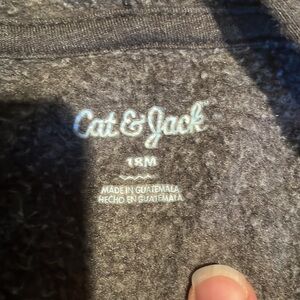 Cat & Jack
18M
MADE IN GUATEMALA
HECHO EN GUATEMALA